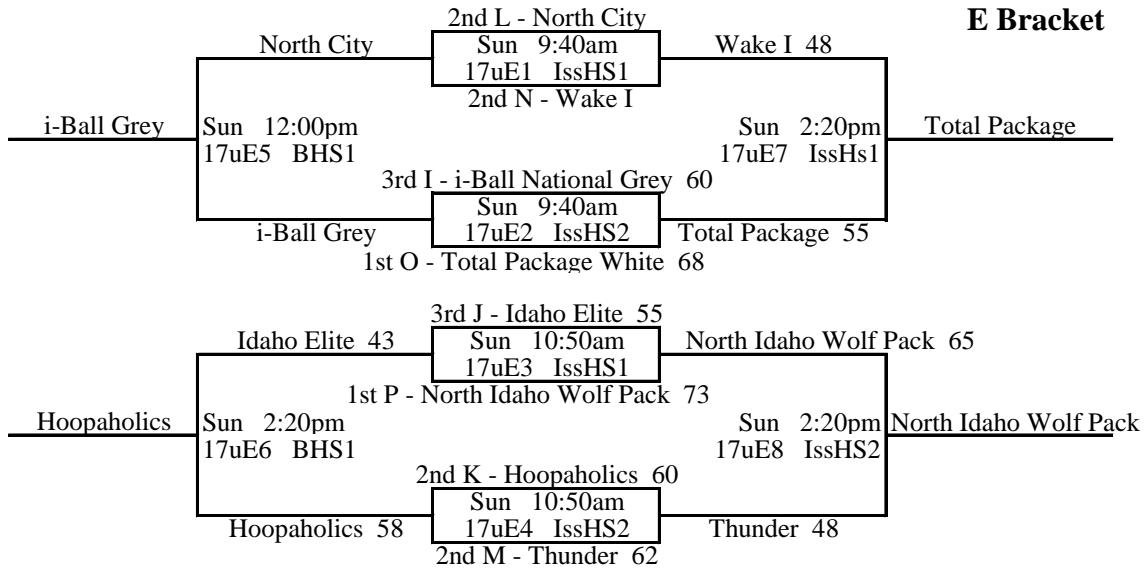 E Bracket
2nd L - North City
North City
Sun 9:40am
Wake I 48
17uE1 IssHS1
2nd N - Wake I
i-Ball Grey
Sun 12:00pm
17uE5 BHS1
Sun 2:20pm
17uE7 IssHs1
Total Package
3rd I - i-Ball National Grey 60
Sun 9:40am
i-Ball Grey
17uE2 IssHS2
Total Package 55
1st O - Total Package White 68
3rd J - Idaho Elite 55
Idaho Elite 43
Sun 10:50am
North Idaho Wolf Pack 65
17uE3 IssHS1
1st P - North Idaho Wolf Pack 73
Hoopaholics
Sun 2:20pm
17uE6 BHS1
Sun 2:20pm
17uE8 IssHS2
North Idaho Wolf Pack
2nd K - Hoopaholics 60
Sun 10:50am
Hoopaholics 58
17uE4 IssHS2
Thunder 48
2nd M - Thunder 62